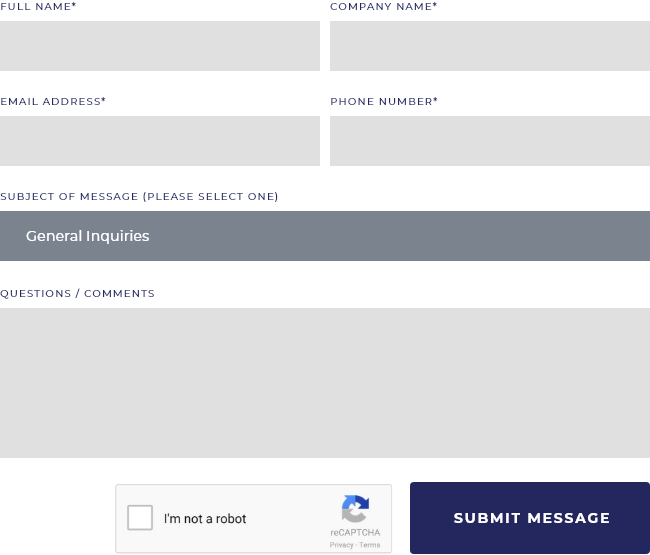 FULL NAME*
COMPANY NAME*
EMAIL ADDRESS*
PHONE NUMBER*
SUBJECT OF MESSAGE (PLEASE SELECT ONE)
General Inquiries
QUESTIONS / COMMENTS
I'm not a robot
reCAPTCHA
Privacy - Terms
SUBMIT MESSAGE